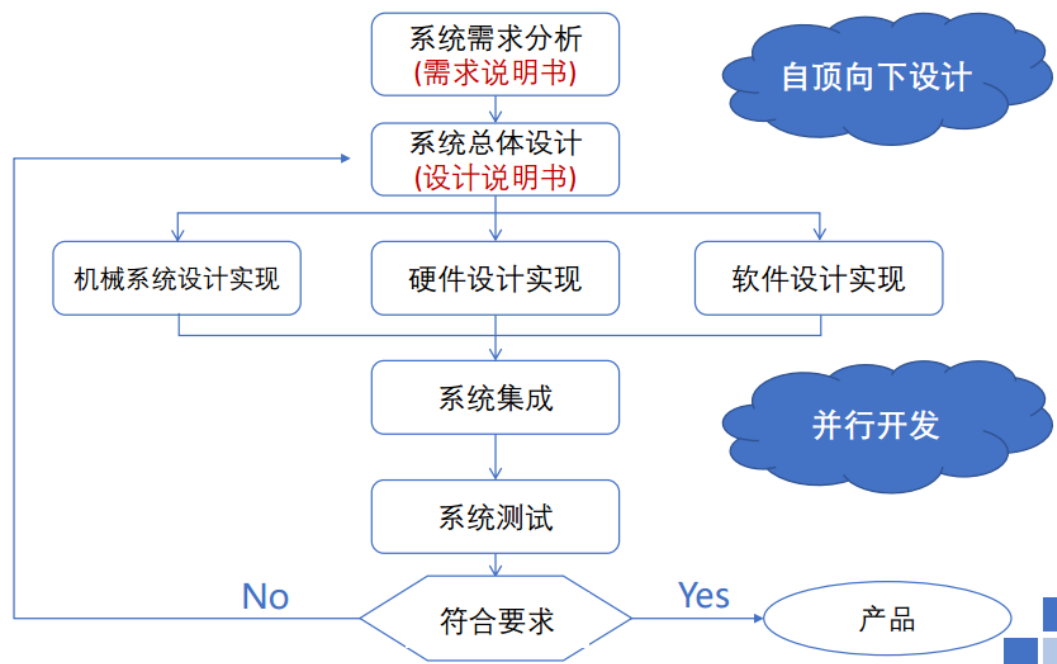 系统需求分析
(需求说明书)
自顶向下设计
系统总体设计
(设计说明书)
机械系统设计实现
硬件设计实现
软件设计实现
系统集成
并行开发
系统测试
No
符合要求
Yes
产品